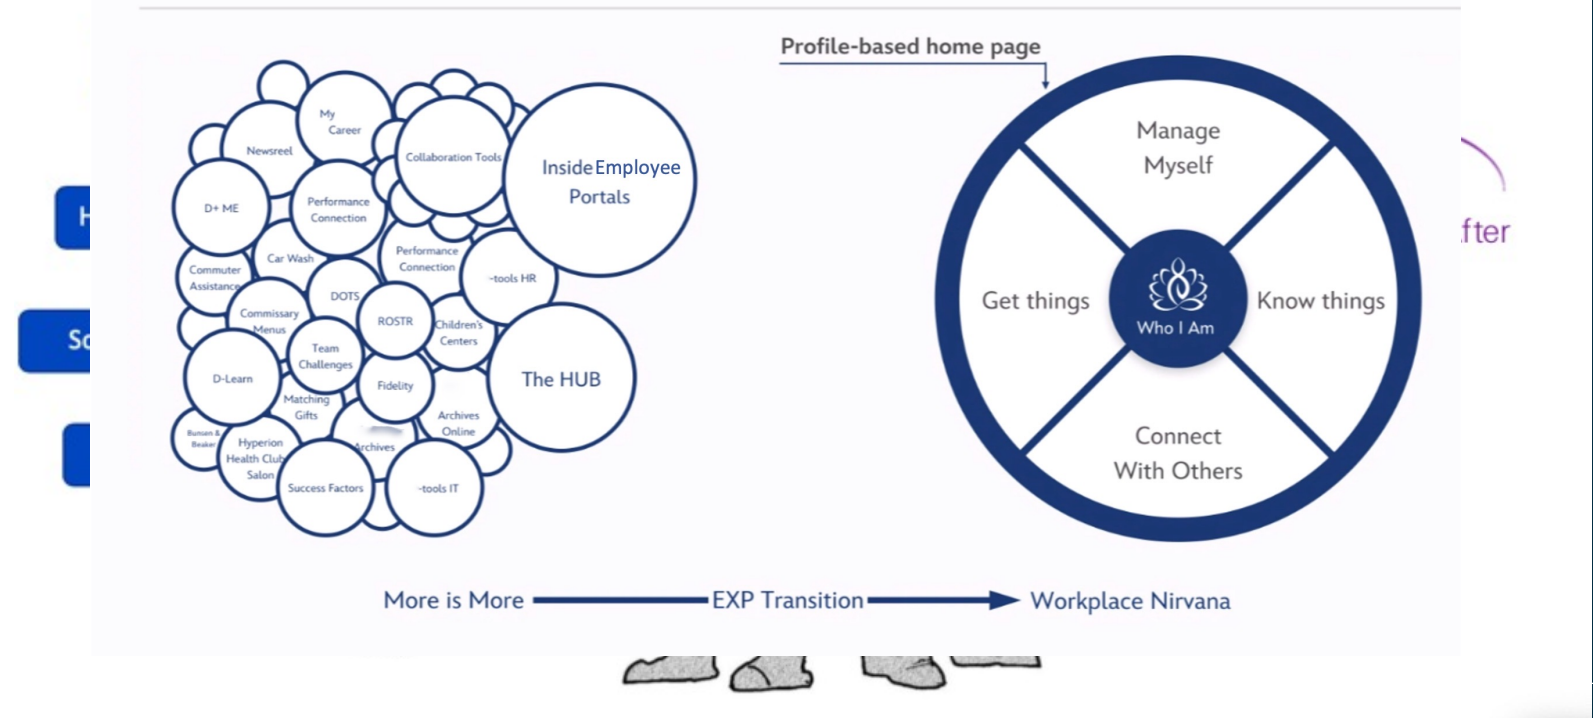 Profile-based home page
My
Career
Newsreel
Collaboration Tools
Inside Employee
Portals
D+ ME
Performance
Connection
Car Wash
Performance
Connection
Commuter
Assistance
-tools HR
DOTS
Commissary
Menus
ROSTR
Children's
Centers
Team
Challenges
D-Learn
Fidelity
The HUB
Matching
Gifts
Archives
Online
Bunsen &
Beaker
Hyperion
Health Club
Salon
Archives
Success Factors
-tools IT
Manage
Myself
Get things
Who I Am
Know things
Connect
With Others
More is More
EXP Transition
Workplace Nirvana
H
So
fter